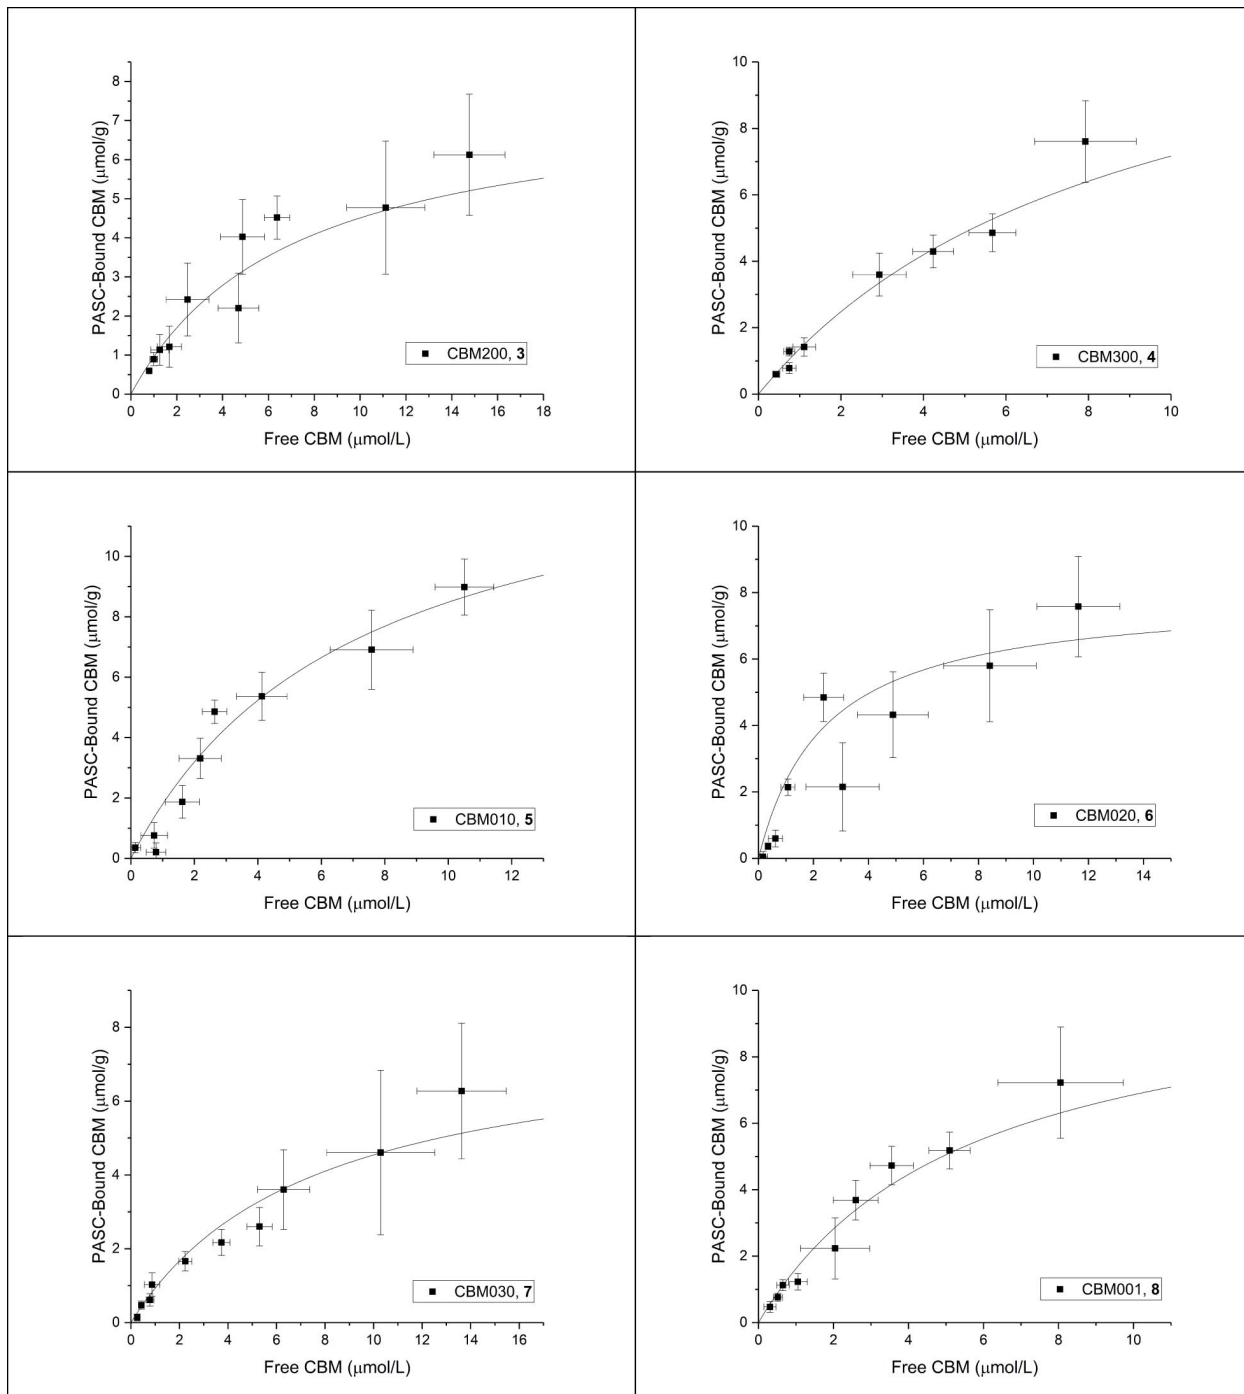 8
7
6
5
4
3
2
1
0
PASC-Bound CBM (μmol/g)
CBM200, 3
0 2 4 6 8 10 12 14 16 18
Free CBM (μmol/L)
10
8
6
4
2
0
PASC-Bound CBM (μmol/g)
CBM300, 4
0 2 4 6 8 10
Free CBM (μmol/L)
10
8
6
4
2
0
PASC-Bound CBM (μmol/g)
CBM010, 5
0 2 4 6 8 10 12
Free CBM (μmol/L)
10
8
6
4
2
0
PASC-Bound CBM (μmol/g)
CBM020, 6
0 2 4 6 8 10 12 14
Free CBM (μmol/L)
8
6
4
2
0
PASC-Bound CBM (μmol/g)
CBM030, 7
0 2 4 6 8 10 12 14 16
Free CBM (μmol/L)
10
8
6
4
2
0
PASC-Bound CBM (μmol/g)
CBM001, 8
0 2 4 6 8 10
Free CBM (μmol/L)